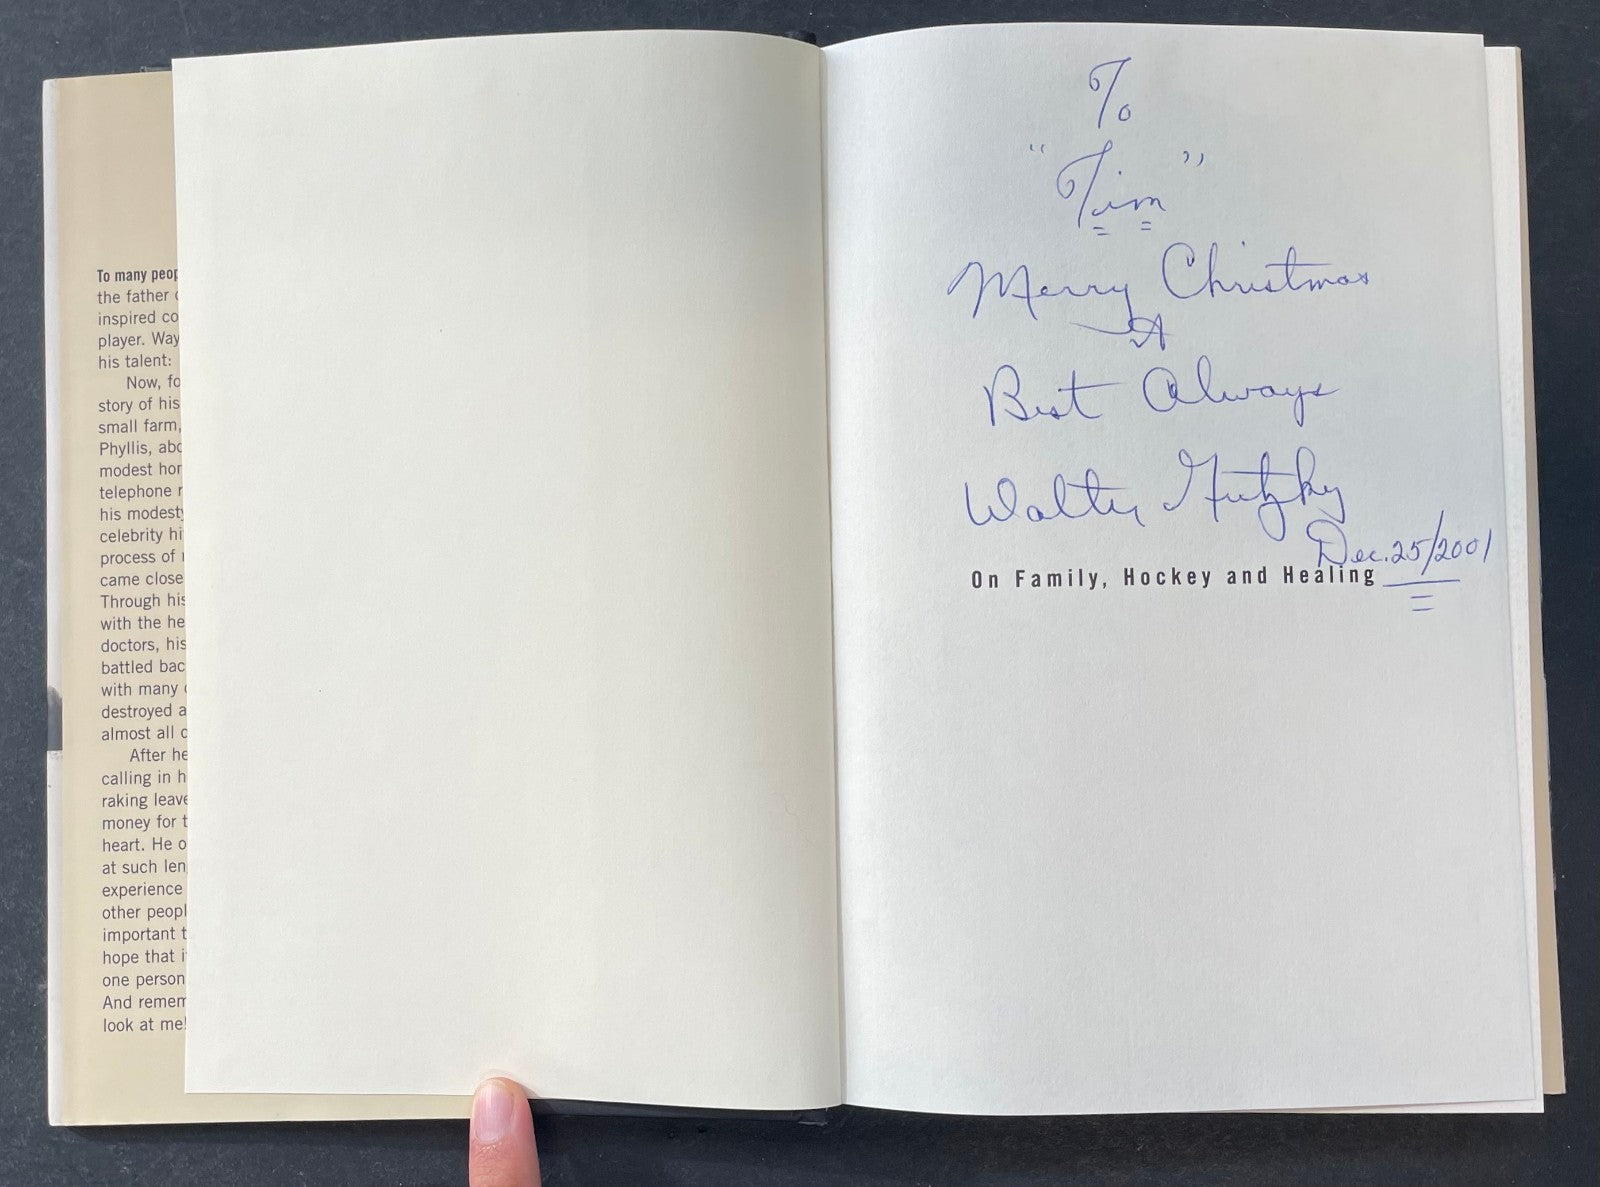 To many peop
the father
inspired co
player. Way
his talent:
Now, fo
story of his
small farm,
Phyllis, abo
modest hor
telephone r
his modesty
celebrity hi
process of
came close
Through his
with the he
doctors, his
battled bac
with many
destroyed a
almost all
After he
calling in h
raking leave
money for t
heart. He o
at such len
experience
other peopl
important t
hope that i
one person
And remem
look at me!
To
"Tim"
Merry Christmas
&
Best Always
Walter Gretzky
Dec. 25/2001
On Family, Hockey and Healing